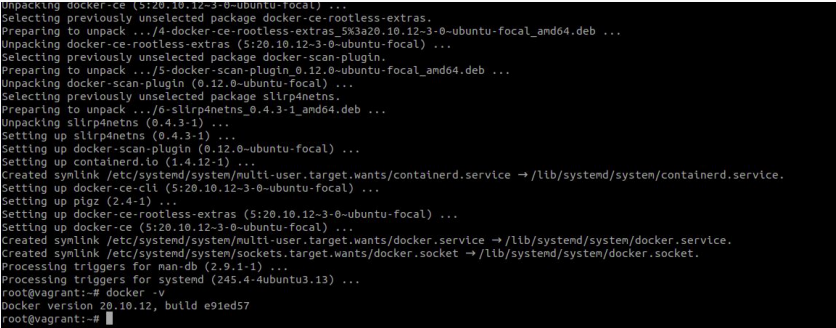 Unpacking docker-ce (5:20.10.12~3-0~ubuntu-focal) ...
Selecting previously unselected package docker-ce-rootless-extras.
Preparing to unpack .../4-docker-ce-rootless-extras_5%3a20.10.12~3-0~ubuntu-focal_amd64.deb ...
Unpacking docker-ce-rootless-extras (5:20.10.12~3-0~ubuntu-focal) ...
Selecting previously unselected package docker-scan-plugin.
Preparing to unpack .../5-docker-scan-plugin_0.12.0~ubuntu-focal_amd64.deb ...
Unpacking docker-scan-plugin (0.12.0~ubuntu-focal) ...
Selecting previously unselected package slirp4netns.
Preparing to unpack .../6-slirp4netns_0.4.3-1_amd64.deb ...
Unpacking slirp4netns (0.4.3-1) ...
Setting up slirp4netns (0.4.3-1) ...
Setting up docker-scan-plugin (0.12.0~ubuntu-focal) ...
Setting up containerd.io (1.4.12-1) ...
Created symlink /etc/systemd/system/multi-user.target.wants/containerd.service → /lib/systemd/system/containerd.service.
Setting up docker-ce-cli (5:20.10.12~3-0~ubuntu-focal) ...
Setting up pigz (2.4-1) ...
Setting up docker-ce-rootless-extras (5:20.10.12~3-0~ubuntu-focal) ...
Setting up docker-ce (5:20.10.12~3-0~ubuntu-focal) ...
Created symlink /etc/systemd/system/multi-user.target.wants/docker.service → /lib/systemd/system/docker.service.
Created symlink /etc/systemd/system/sockets.target.wants/docker.socket → /lib/systemd/system/docker.socket.
Processing triggers for man-db (2.9.1-1) ...
Processing triggers for systemd (245.4-4ubuntu3.13) ...
root@vagrant:~# docker -v
Docker version 20.10.12, build e91ed57
root@vagrant:~#